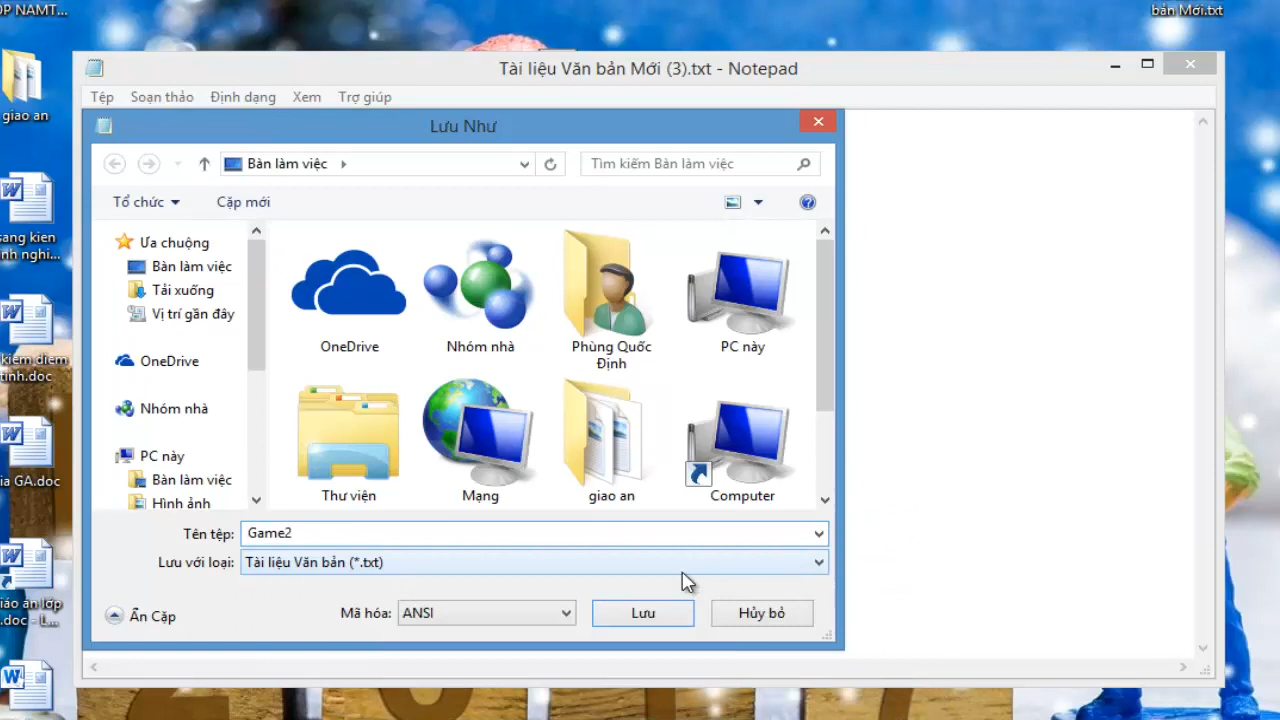 OP NAMT...
bản Mới.txt
giao an
sang kien
inh nghi...
kiem diem
tinh.doc
ia GA.doc
giáo án lớp
.doc - L...
Tài liệu Văn bản Mới (3).txt - Notepad
Tệp Soạn thảo Định dạng Xem Trợ giúp
Lưu Như
Bàn làm việc
Tìm kiếm Bàn làm việc
Tổ chức Cặp mới
Ưa chuộng
Bàn làm việc
Tải xuống
Vị trí gần đây
OneDrive
Nhóm nhà
PC này
Bàn làm việc
Hình ảnh
OneDrive
Nhóm nhà
Phùng Quốc
Định
PC này
Thư viện
Mạng
giao an
Computer
Tên tệp: Game2
Lưu với loại: Tài liệu Văn bản (*.txt)
Ẩn Cặp
Mã hóa: ANSI
Lưu
Hủy bỏ